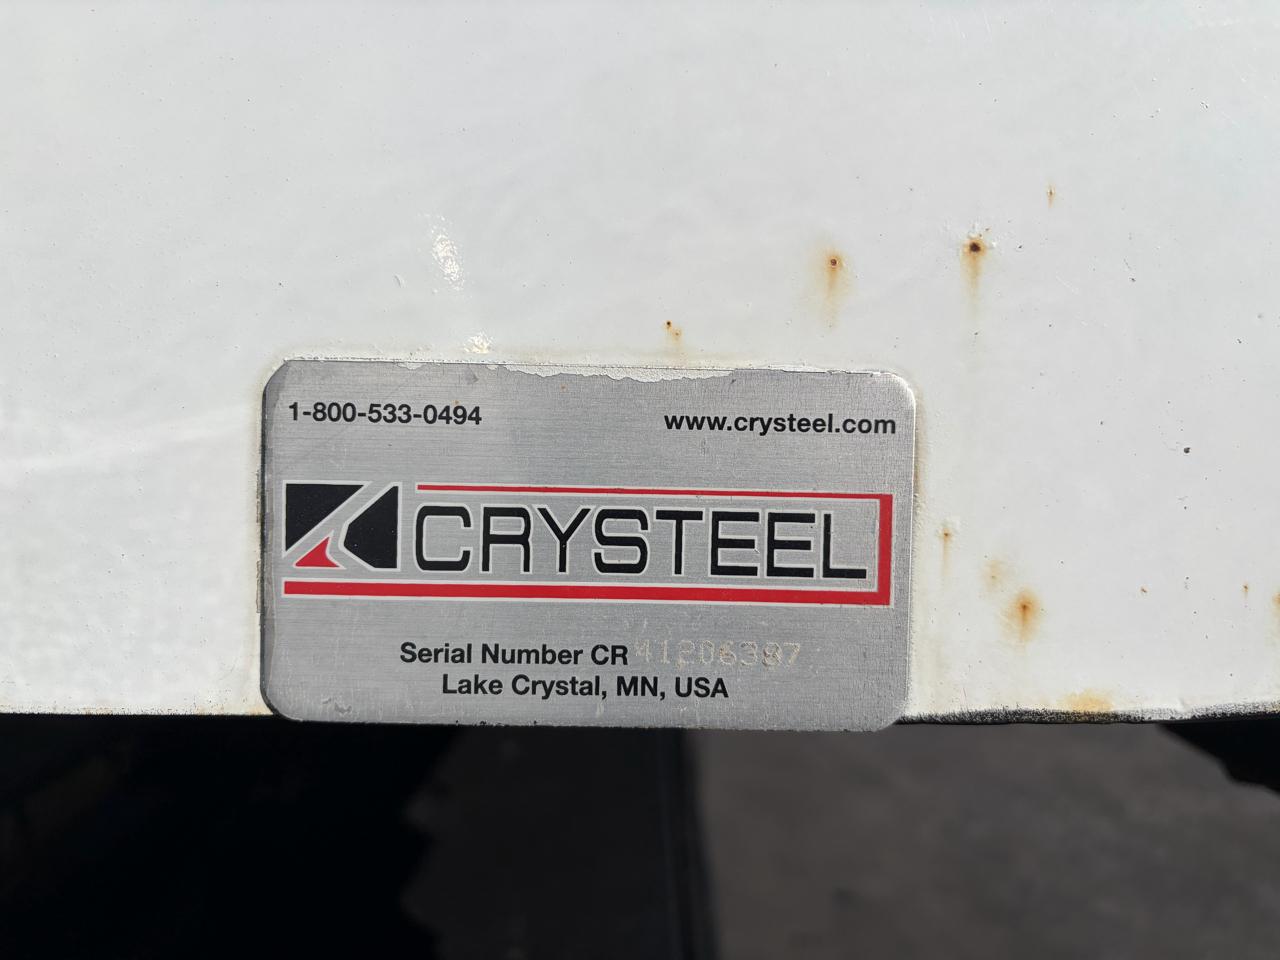 1-800-533-0494 www.crysteel.com
CRYSTEEL
Serial Number CR 41206387
Lake Crystal, MN, USA